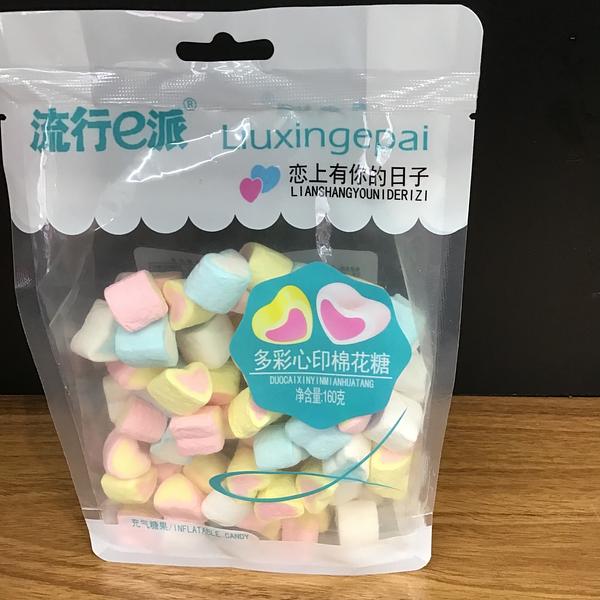 流行e派® Liuxingepai
恋上有你的日子
LIANSHANGYOUNIDERIZI
多彩心印棉花糖
DUOCAIXINYINMIANHUATANG
净含量:160克
充气糖果/INFLATABLE CANDY